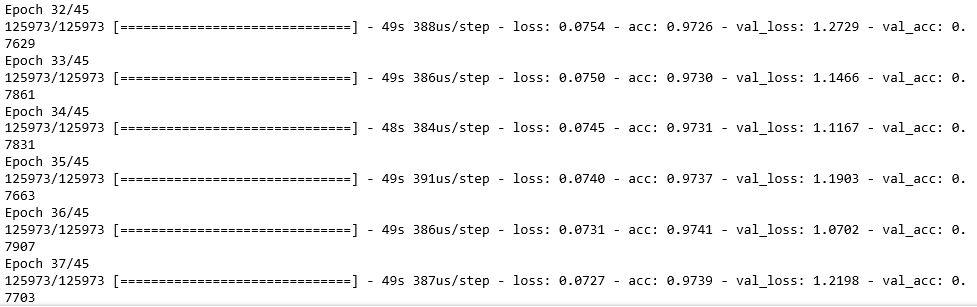 Epoch 32/45
125973/125973 [==============================] - 49s 388us/step - loss: 0.0754 - acc: 0.9726 - val_loss: 1.2729 - val_acc: 0.
7629
Epoch 33/45
125973/125973 [==============================] - 49s 386us/step - loss: 0.0750 - acc: 0.9730 - val_loss: 1.1466 - val_acc: 0.
7861
Epoch 34/45
125973/125973 [==============================] - 48s 384us/step - loss: 0.0745 - acc: 0.9731 - val_loss: 1.1167 - val_acc: 0.
7831
Epoch 35/45
125973/125973 [==============================] - 49s 391us/step - loss: 0.0740 - acc: 0.9737 - val_loss: 1.1903 - val_acc: 0.
7663
Epoch 36/45
125973/125973 [==============================] - 49s 386us/step - loss: 0.0731 - acc: 0.9741 - val_loss: 1.0702 - val_acc: 0.
7907
Epoch 37/45
125973/125973 [==============================] - 49s 387us/step - loss: 0.0727 - acc: 0.9739 - val_loss: 1.2198 - val_acc: 0.
7703